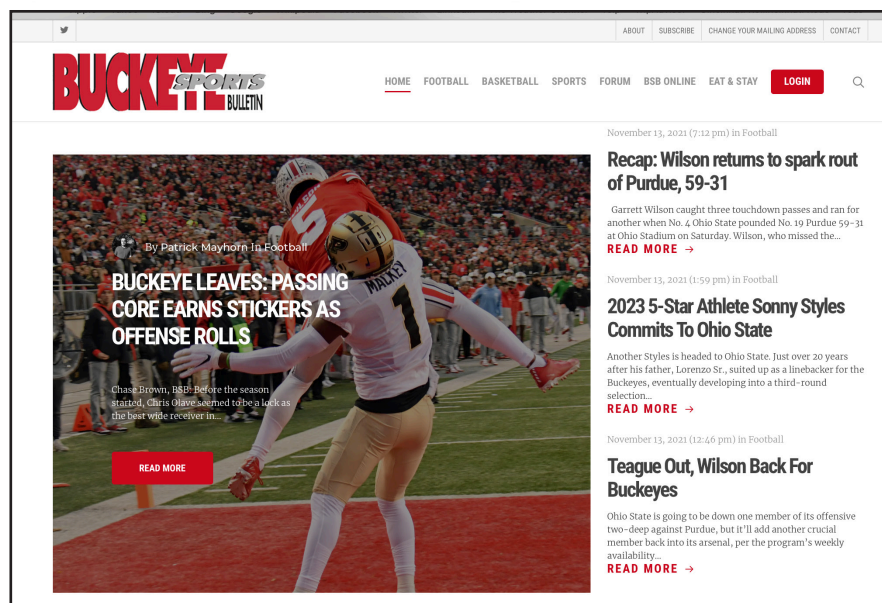 ABOUT
SUBSCRIBE
CHANGE YOUR MAILING ADDRESS
CONTACT
BUCKEYE
SPORTS
BULLETIN
HOME
FOOTBALL
BASKETBALL
SPORTS
FORUM
BSB ONLINE
EAT & STAY
LOGIN
By Patrick Mayhorn In Football
BUCKEYE LEAVES: PASSING
CORE EARNS STICKERS AS
OFFENSE ROLLS
Chase Brown, BSB: Before the season
started, Chris Olave seemed to be a lock as
the best wide receiver in...
READ MORE
WILSON
5
MACKEY
1
November 13, 2021 (7:12 pm) in Football
Recap: Wilson returns to spark rout
of Purdue, 59-31
Garrett Wilson caught three touchdown passes and ran for
another when No. 4 Ohio State pounded No. 19 Purdue 59-31
at Ohio Stadium on Saturday. Wilson, who missed the...
READ MORE →
November 13, 2021 (1:59 pm) in Football
2023 5-Star Athlete Sonny Styles
Commits To Ohio State
Another Styles is headed to Ohio State. Just over 20 years
after his father, Lorenzo Sr., suited up as a linebacker for the
Buckeyes, eventually developing into a third-round
selection...
READ MORE →
November 13, 2021 (12:46 pm) in Football
Teague Out, Wilson Back For
Buckeyes
Ohio State is going to be down one member of its offensive
two-deep against Purdue, but it'll add another crucial
member back into its arsenal, per the program's weekly
availability...
READ MORE →